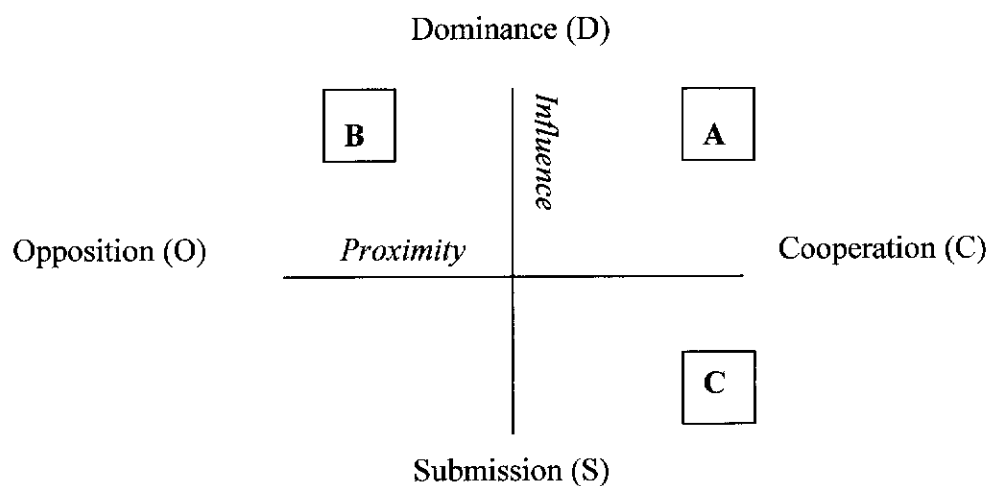 Dominance (D)
B
Influence
A
Opposition (O)
Proximity
Cooperation (C)
C
Submission (S)